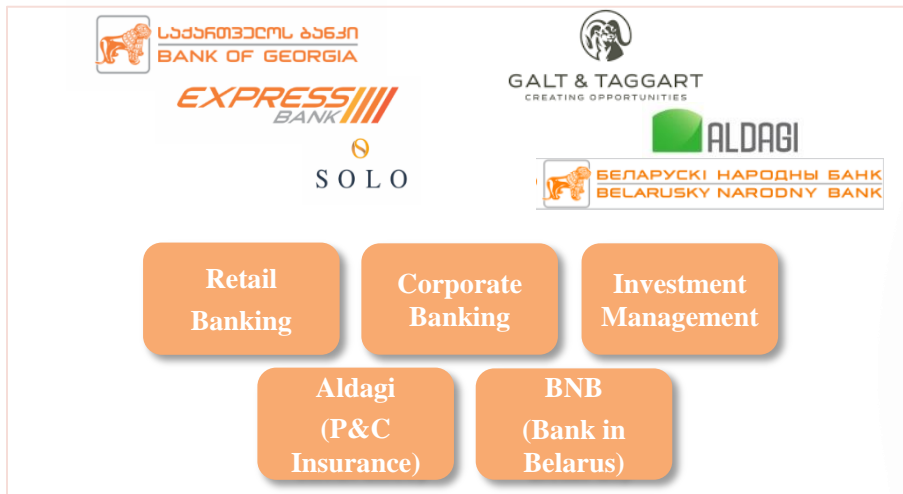 ᲡᲐᲥᲐᲠᲗᲕᲔᲚᲝᲡ ᲑᲐᲜᲙᲘ
BANK OF GEORGIA
EXPRESS
BANK
SOLO
GALT & TAGGART
CREATING OPPORTUNITIES
ALDAGI
БЕЛАРУСКІ НАРОДНЫ БАНК
BELARUSKY NARODNY BANK
Retail
Banking
Corporate
Banking
Investment
Management
Aldagi
(P&C
Insurance)
BNB
(Bank in
Belarus)